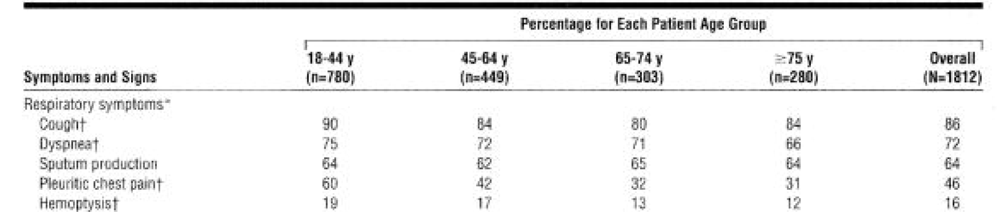 Percentage for Each Patient Age Group
18-44 y 45-64 y 65-74 y ≥75 y Overall
Symptoms and Signs (n=780) (n=449) (n=303) (n=280) (N=1812)
Respiratory symptoms*
Cough† 90 84 80 84 86
Dyspnea† 75 72 71 66 72
Sputum production 64 62 65 64 64
Pleuritic chest pain† 60 42 32 31 46
Hemoptysis† 19 17 13 12 16